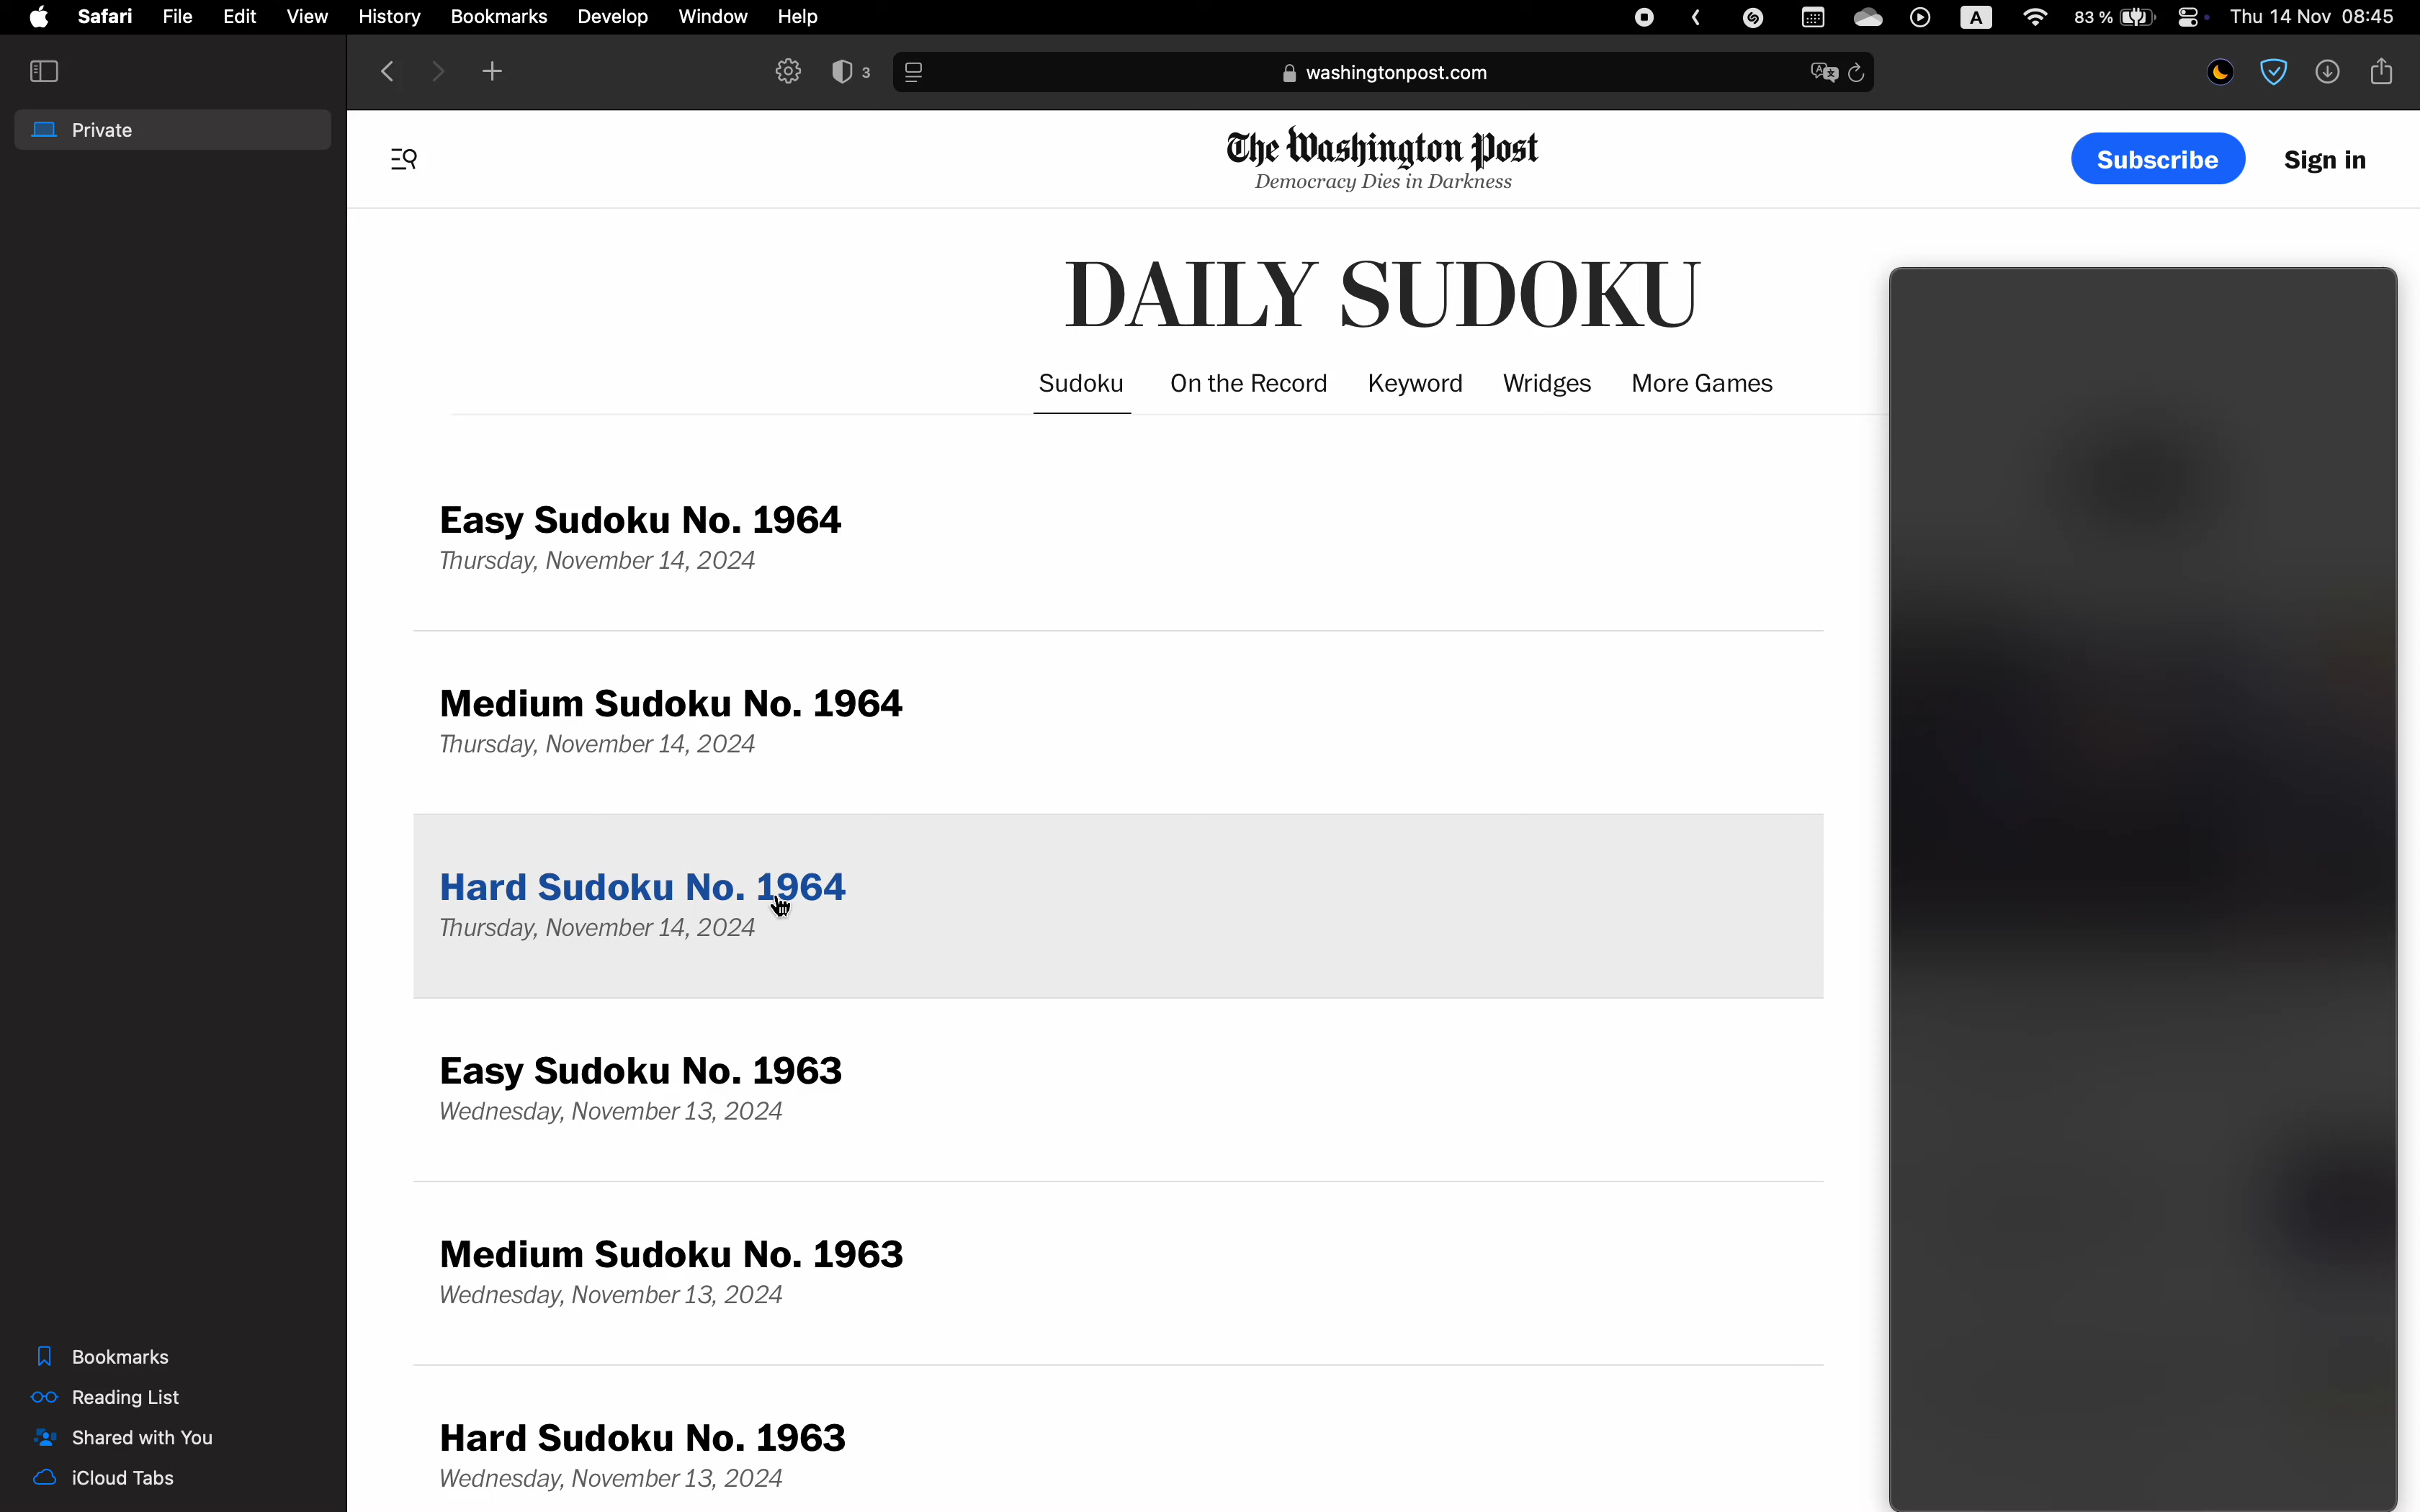 Safari File Edit View History Bookmarks Develop Window Help A 83 % Thu 14 Nov 08:45
3 washingtonpost.com
Private
The Washington Post
Democracy Dies in Darkness
Subscribe Sign in
DAILY SUDOKU
Sudoku On the Record Keyword Wridges More Games
Easy Sudoku No. 1964
Thursday, November 14, 2024
Medium Sudoku No. 1964
Thursday, November 14, 2024
Hard Sudoku No. 1964
Thursday, November 14, 2024
Easy Sudoku No. 1963
Wednesday, November 13, 2024
Medium Sudoku No. 1963
Wednesday, November 13, 2024
Hard Sudoku No. 1963
Wednesday, November 13, 2024
Bookmarks
Reading List
Shared with You
iCloud Tabs